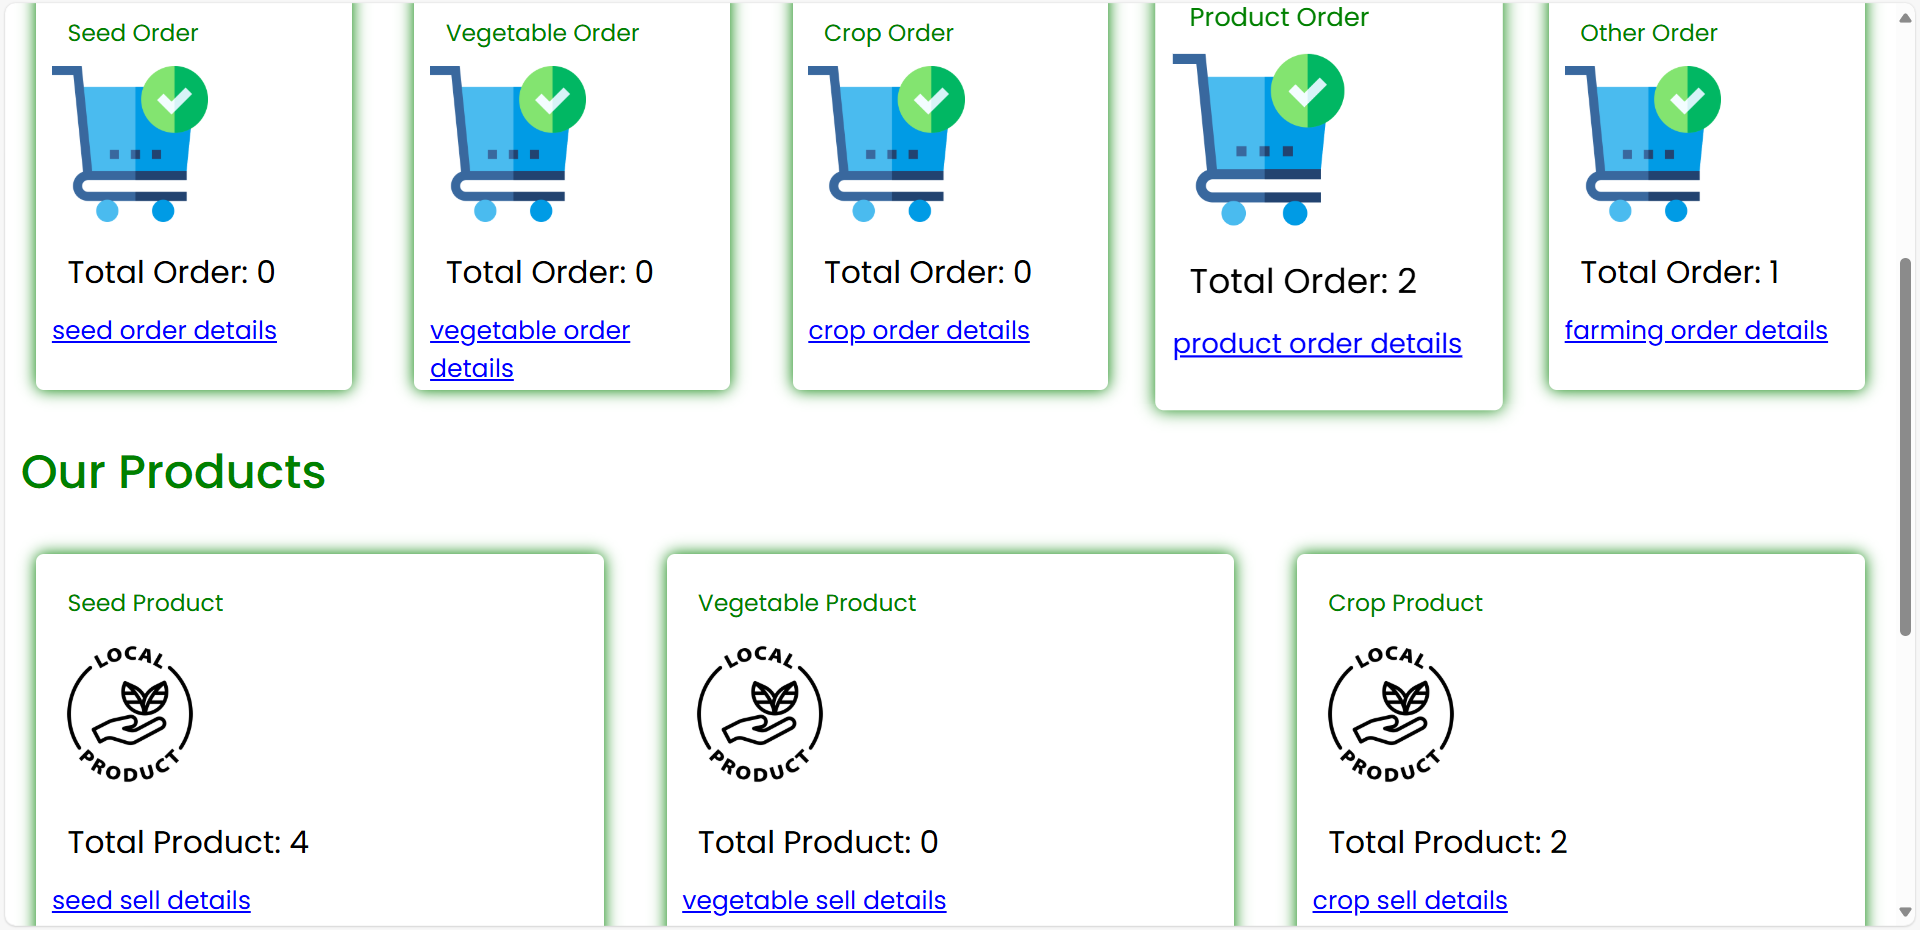 Seed Order
Vegetable Order
Crop Order
Product Order
Other Order
Total Order: 0
Total Order: 0
Total Order: 0
Total Order: 2
Total Order: 1
seed order details
vegetable order
details
crop order details
product order details
farming order details
Our Products
Seed Product
Vegetable Product
Crop Product
LOCAL
PRODUCT
LOCAL
PRODUCT
LOCAL
PRODUCT
Total Product: 4
Total Product: 0
Total Product: 2
seed sell details
vegetable sell details
crop sell details